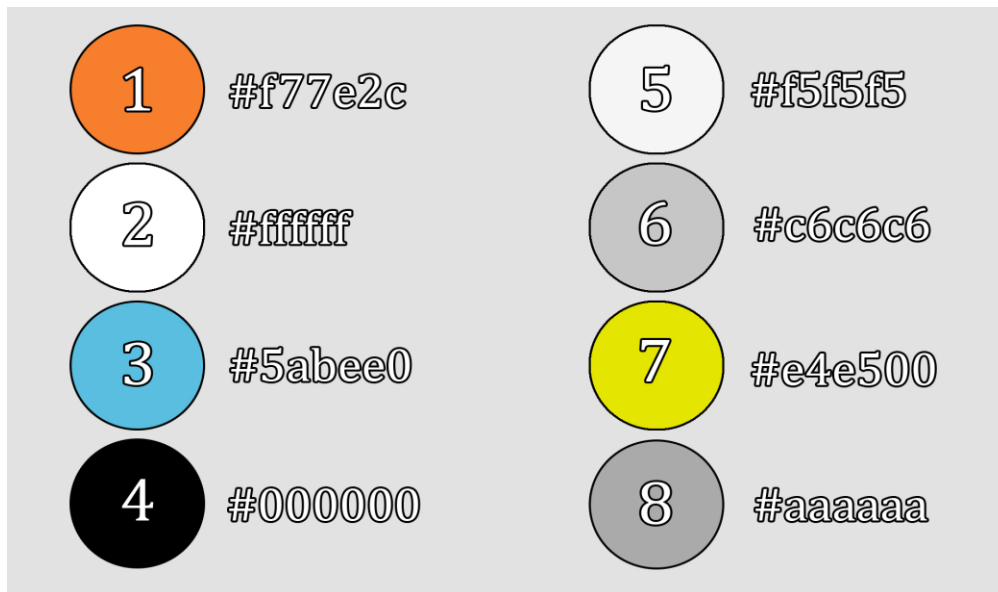 1 #f77e2c
2 #ffffff
3 #5abee0
4 #000000
5 #f5f5f5
6 #c6c6c6
7 #e4e500
8 #aaaaaa